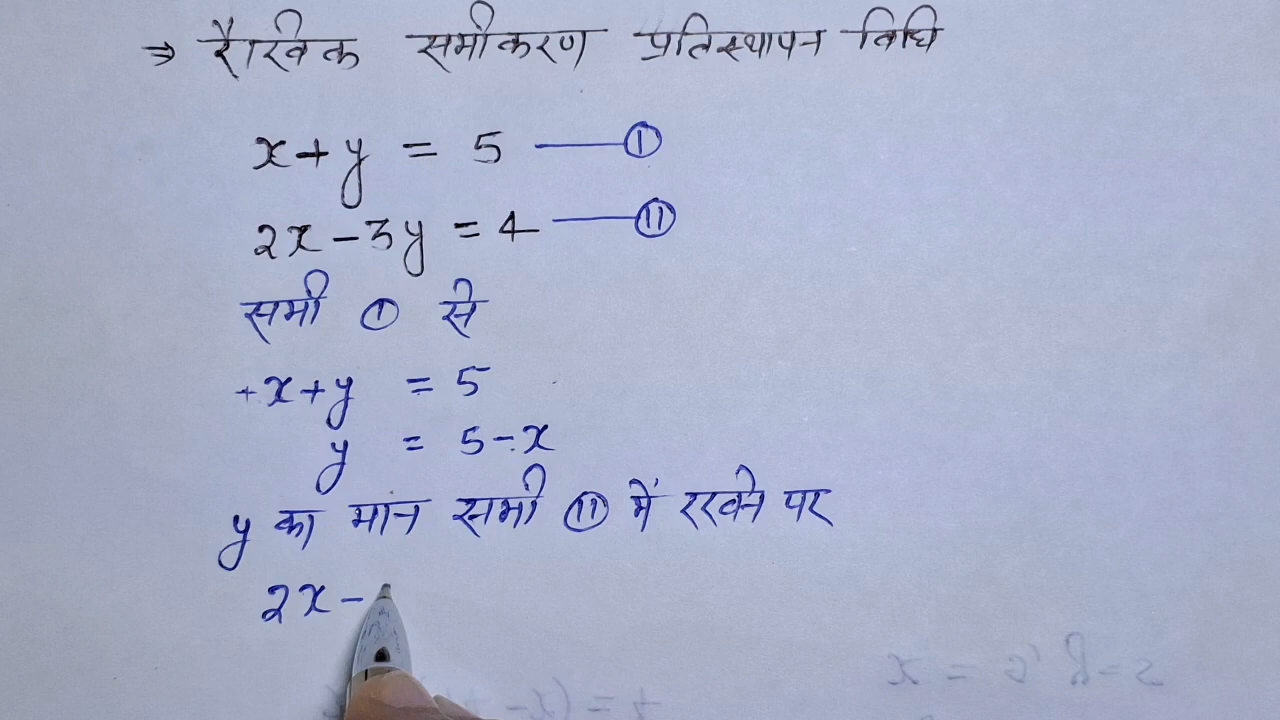 ⇒ रैखिक समीकरण प्रतिस्थापन विधि
x+y = 5 —— ①
2x-3y = 4 —— ⑪
समी ① से
+x+y = 5
y = 5-x
y का मान समी ⑪ में रखने पर
2x-